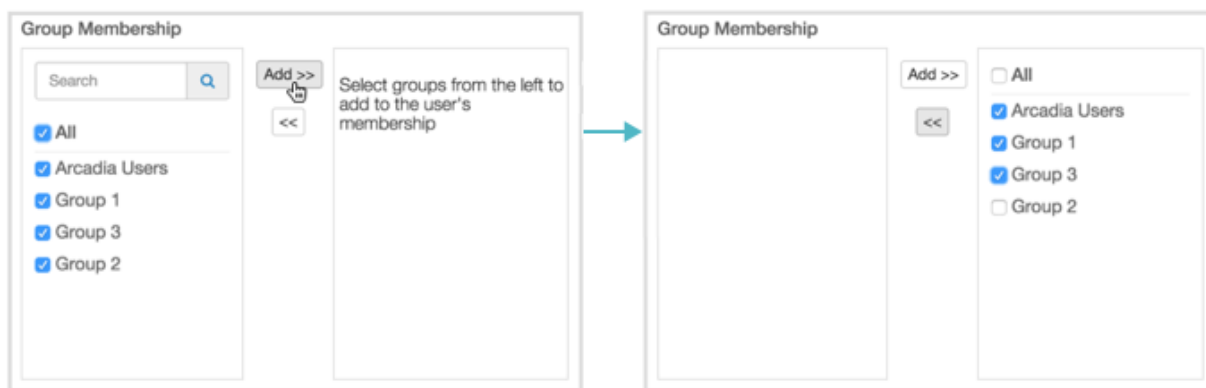 Group Membership
Search
All
Arcadia Users
Group 1
Group 3
Group 2
Add >>
<<
Select groups from the left to
add to the user's
membership
Group Membership
Add >>
<<
All
Arcadia Users
Group 1
Group 3
Group 2